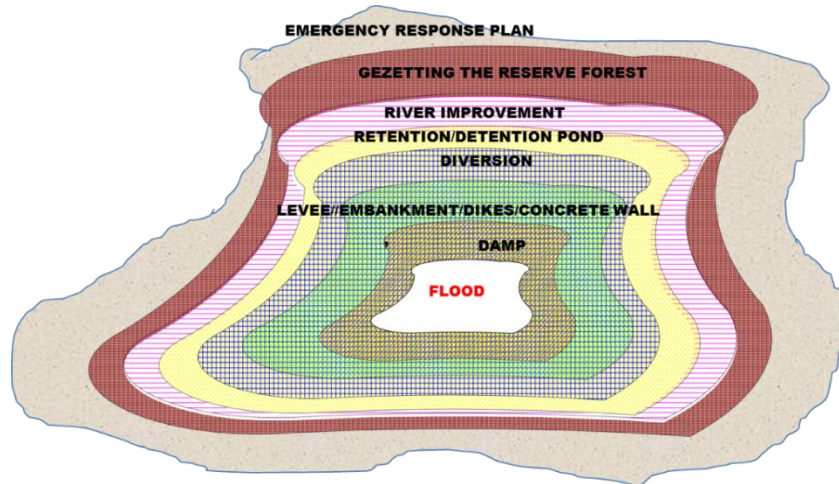 EMERGENCY RESPONSE PLAN
GEZETTING THE RESERVE FOREST
RIVER IMPROVEMENT
RETENTION/DETENTION POND
DIVERSION
LEVEE//EMBANKMENT/DIKES/CONCRETE WALL
, DAMP
FLOOD